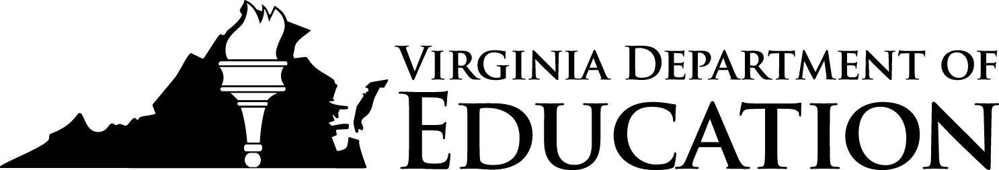 VIRGINIA DEPARTMENT OF
EDUCATION